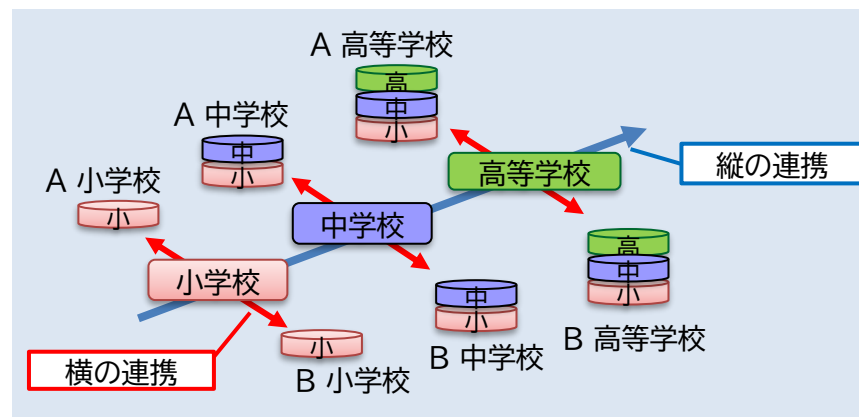 A 高等学校
高
中
小
A 中学校
中
小
A 小学校
小
高等学校
縦の連携
中学校
小学校
高
中
小
B 高等学校
中
小
B 中学校
小
B 小学校
横の連携